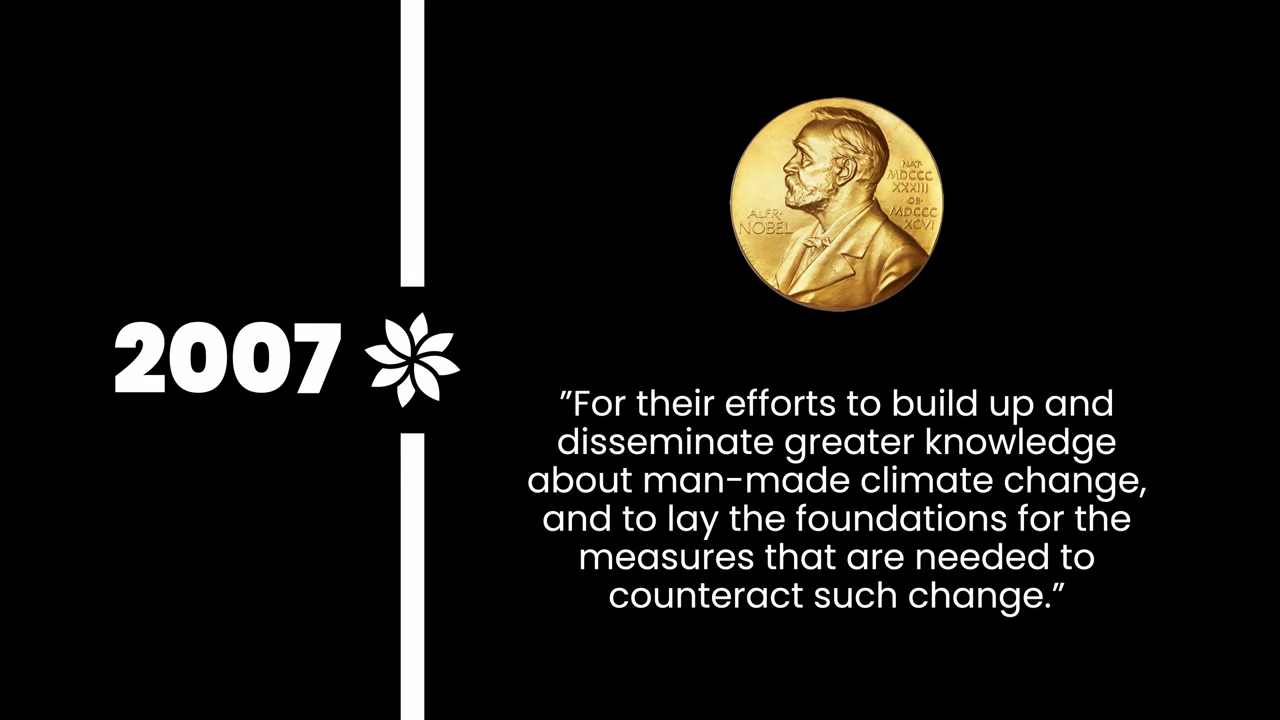 2007
ALFR·
NOBEL
NAT·
MDCCC
XXXIII
OB·
MDCCC
XCVI
”For their efforts to build up and
disseminate greater knowledge
about man-made climate change,
and to lay the foundations for the
measures that are needed to
counteract such change.”